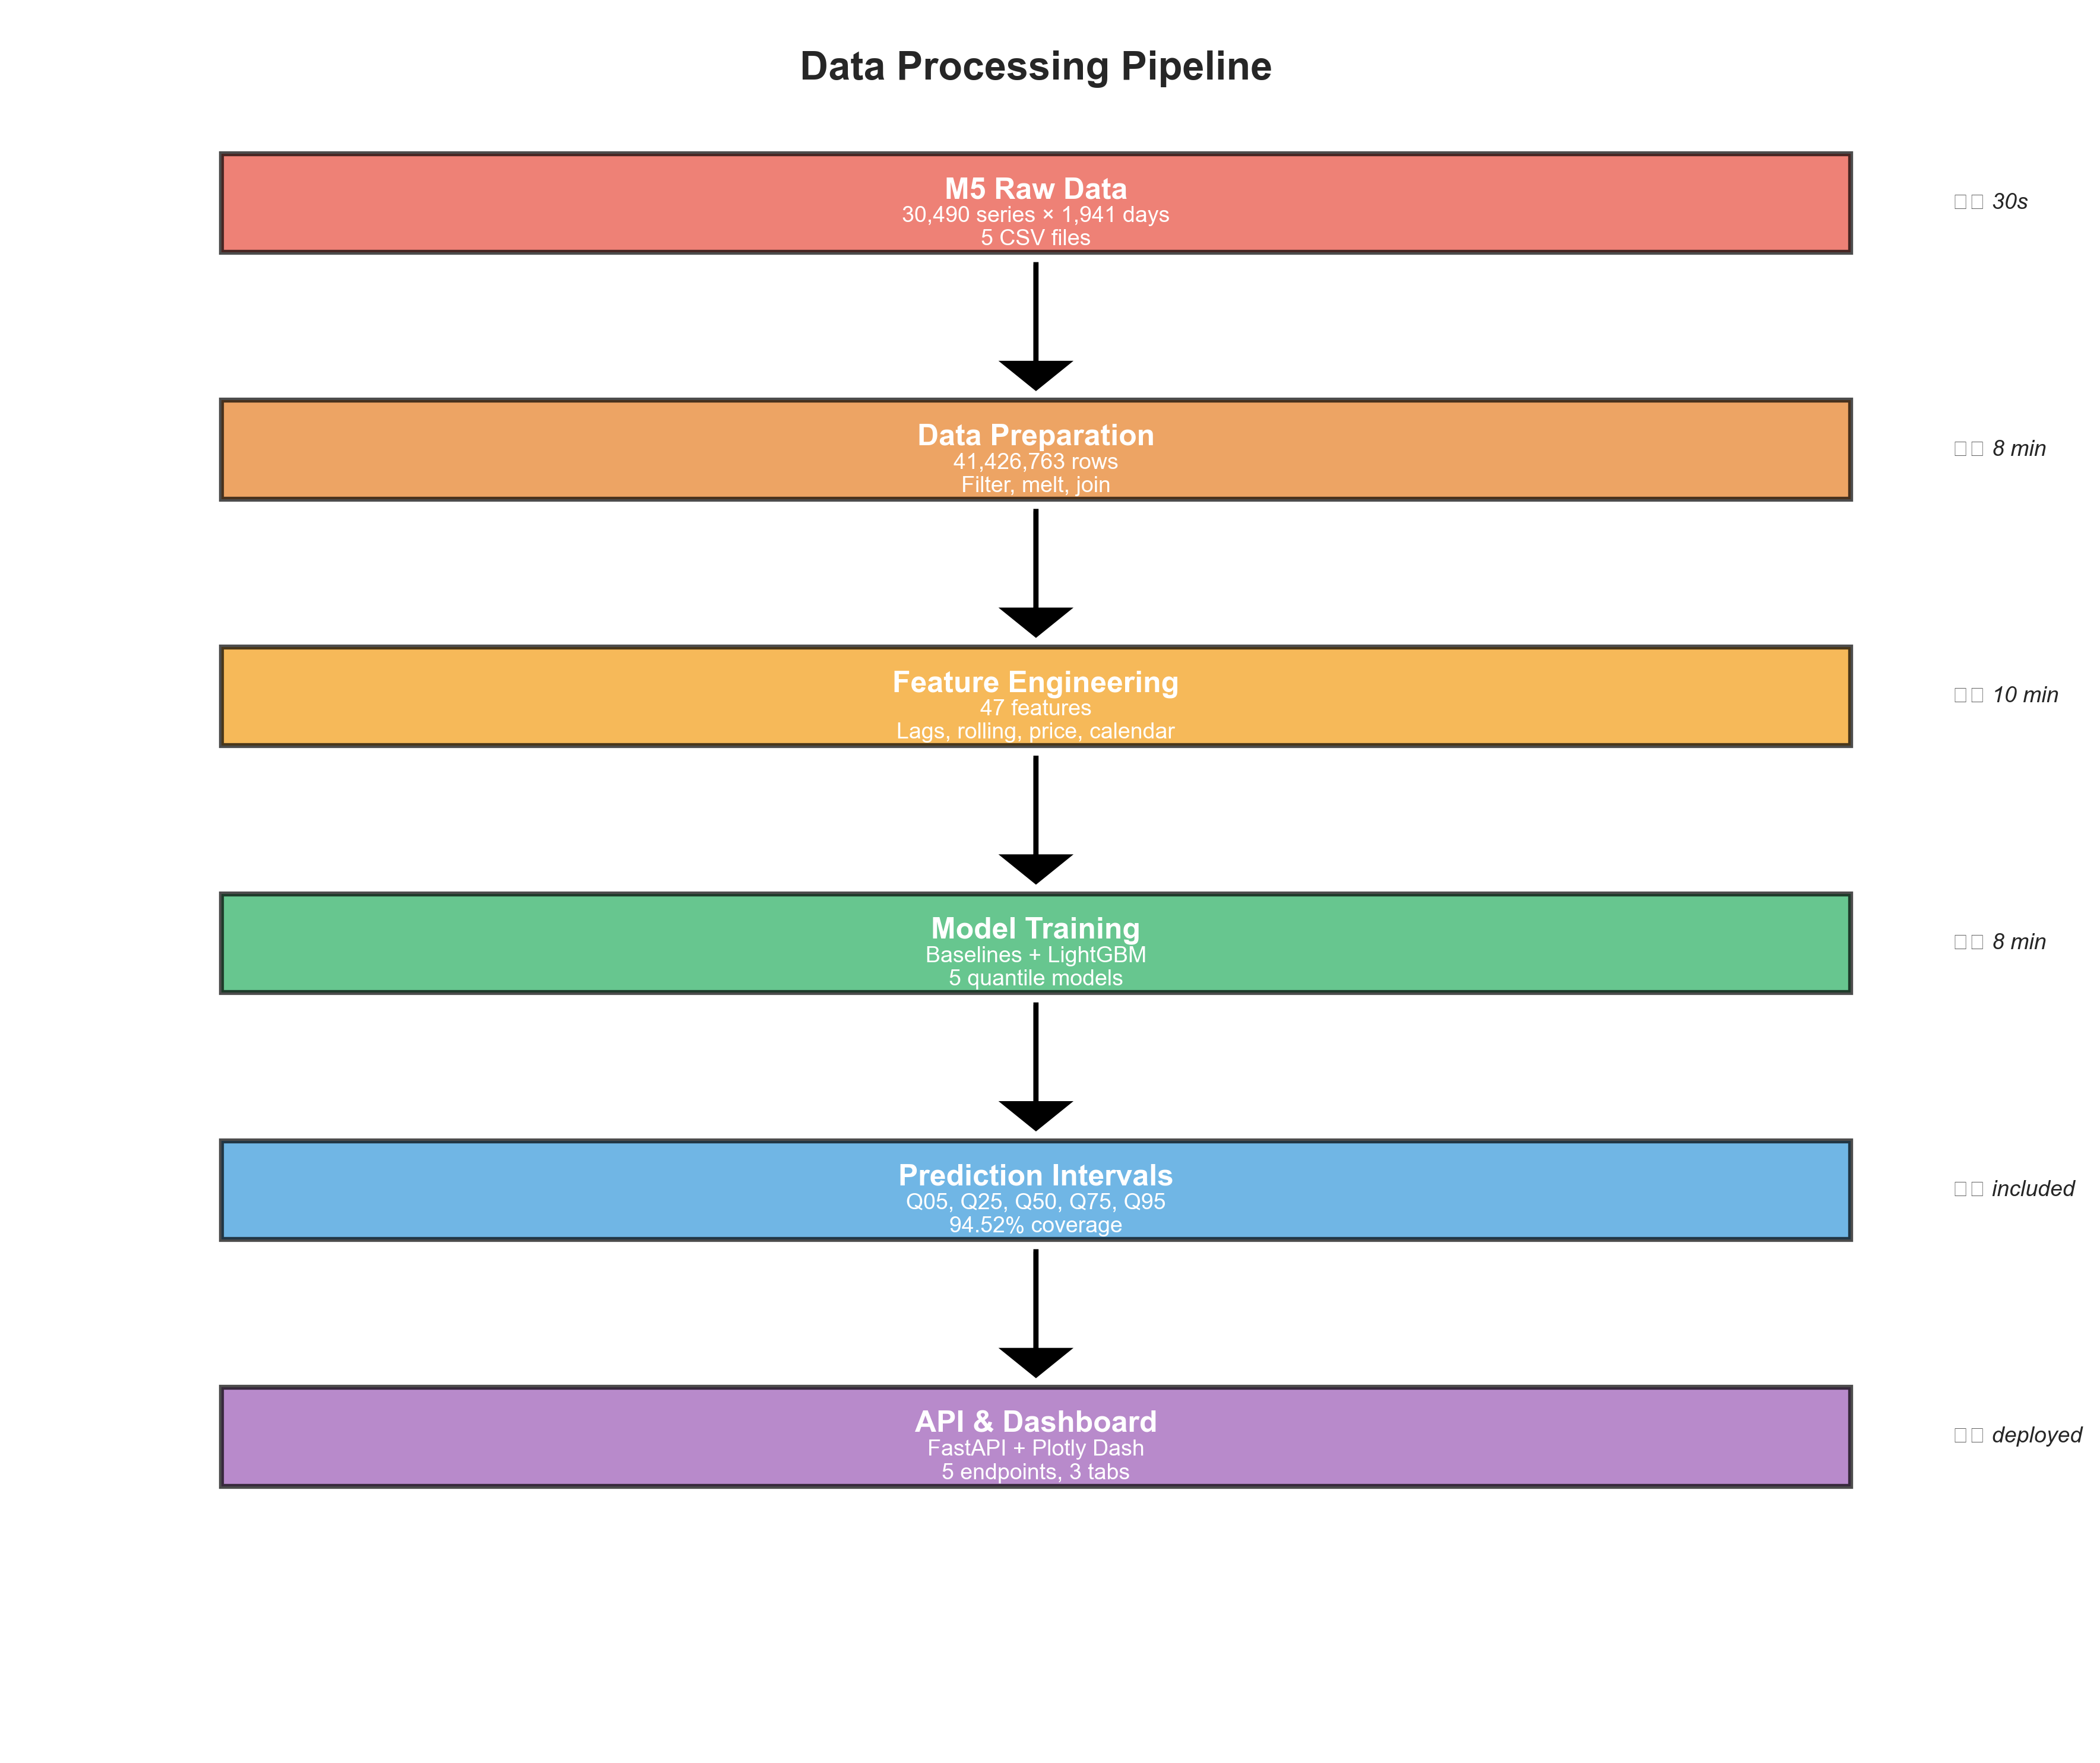 Data Processing Pipeline
M5 Raw Data
30,490 series × 1,941 days
5 CSV files
30s
Data Preparation
41,426,763 rows
Filter, melt, join
8 min
Feature Engineering
47 features
Lags, rolling, price, calendar
10 min
Model Training
Baselines + LightGBM
5 quantile models
8 min
Prediction Intervals
Q05, Q25, Q50, Q75, Q95
94.52% coverage
included
API & Dashboard
FastAPI + Plotly Dash
5 endpoints, 3 tabs
deployed